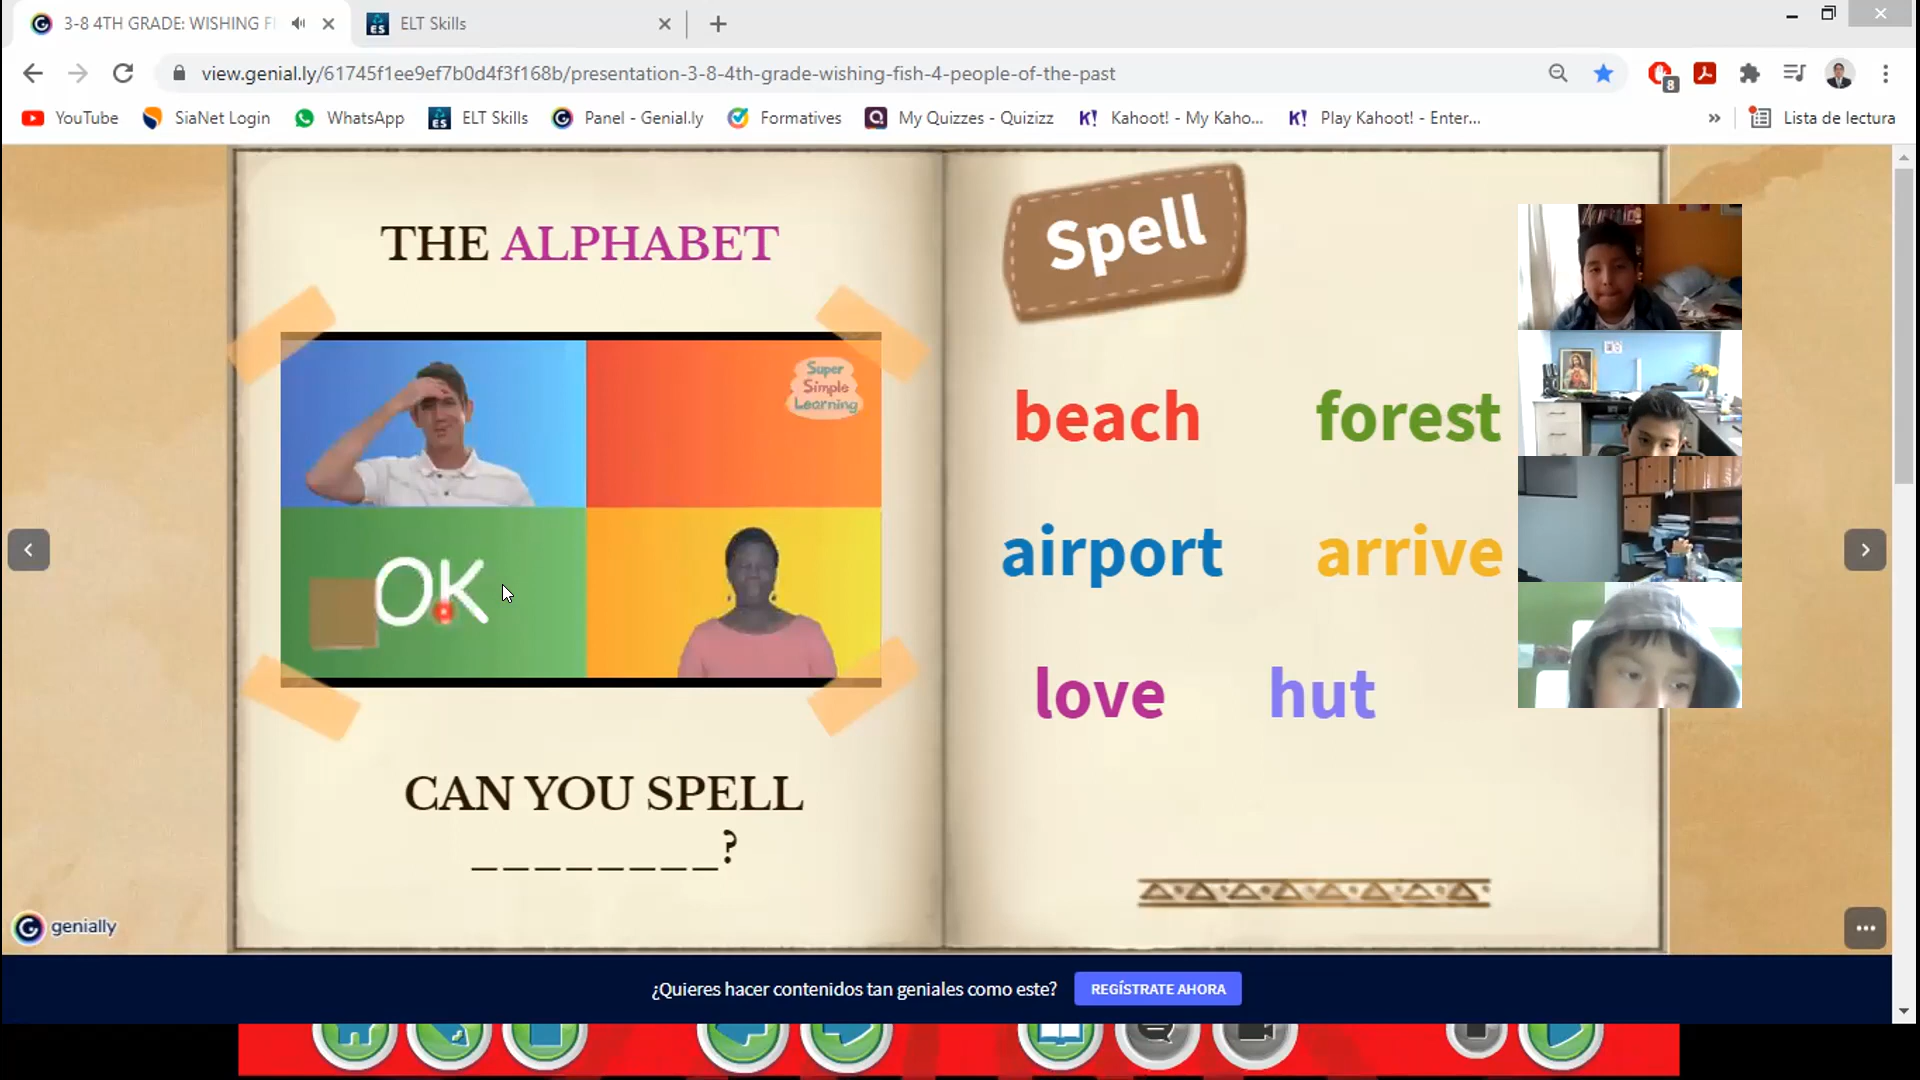 3-8 4TH GRADE: WISHING F
ELT Skills
view.genial.ly/61745f1ee9ef7b0d4f3f168b/presentation-3-8-4th-grade-wishing-fish-4-people-of-the-past
8
YouTube
SiaNet Login
WhatsApp
ELT Skills
Panel - Genial.ly
Formatives
My Quizzes - Quizizz
Kahoot! - My Kaho...
Play Kahoot! - Enter...
Lista de lectura
THE ALPHABET
Super
Simple
Learning
OK
CAN YOU SPELL
_ _ _ _ _ _ _ _?
Spell
beach forest
airport arrive
love hut
genially
¿Quieres hacer contenidos tan geniales como este? REGÍSTRATE AHORA